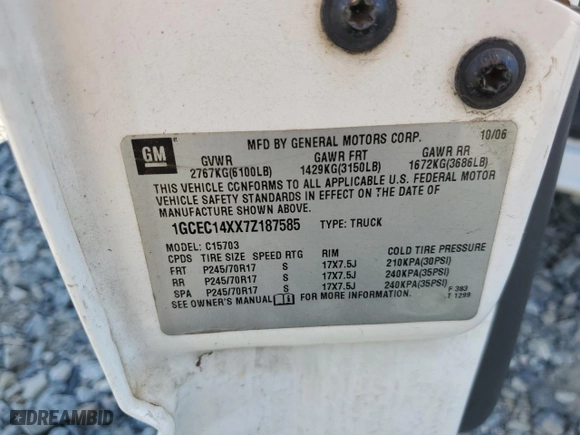 GM
MFD BY GENERAL MOTORS CORP. 10/06
GVWR GAWR FRT GAWR RR
2767KG(6100LB) 1429KG(3150LB) 1672KG(3686LB)
THIS VEHICLE CONFORMS TO ALL APPLICABLE U.S. FEDERAL MOTOR
VEHICLE SAFETY STANDARDS IN EFFECT ON THE DATE OF
MANUFACTURE SHOWN ABOVE.
1GCEC14XX7Z187585 TYPE: TRUCK
MODEL: C15703
CPDS TIRE SIZE SPEED RTG RIM COLD TIRE PRESSURE
FRT P245/70R17 S 17X7.5J 210KPA(30PSI)
RR P245/70R17 S 17X7.5J 240KPA(35PSI)
SPA P245/70R17 S 17X7.5J 240KPA(35PSI)
SEE OWNER'S MANUAL FOR MORE INFORMATION. F 383
T 1299
DREAMBID